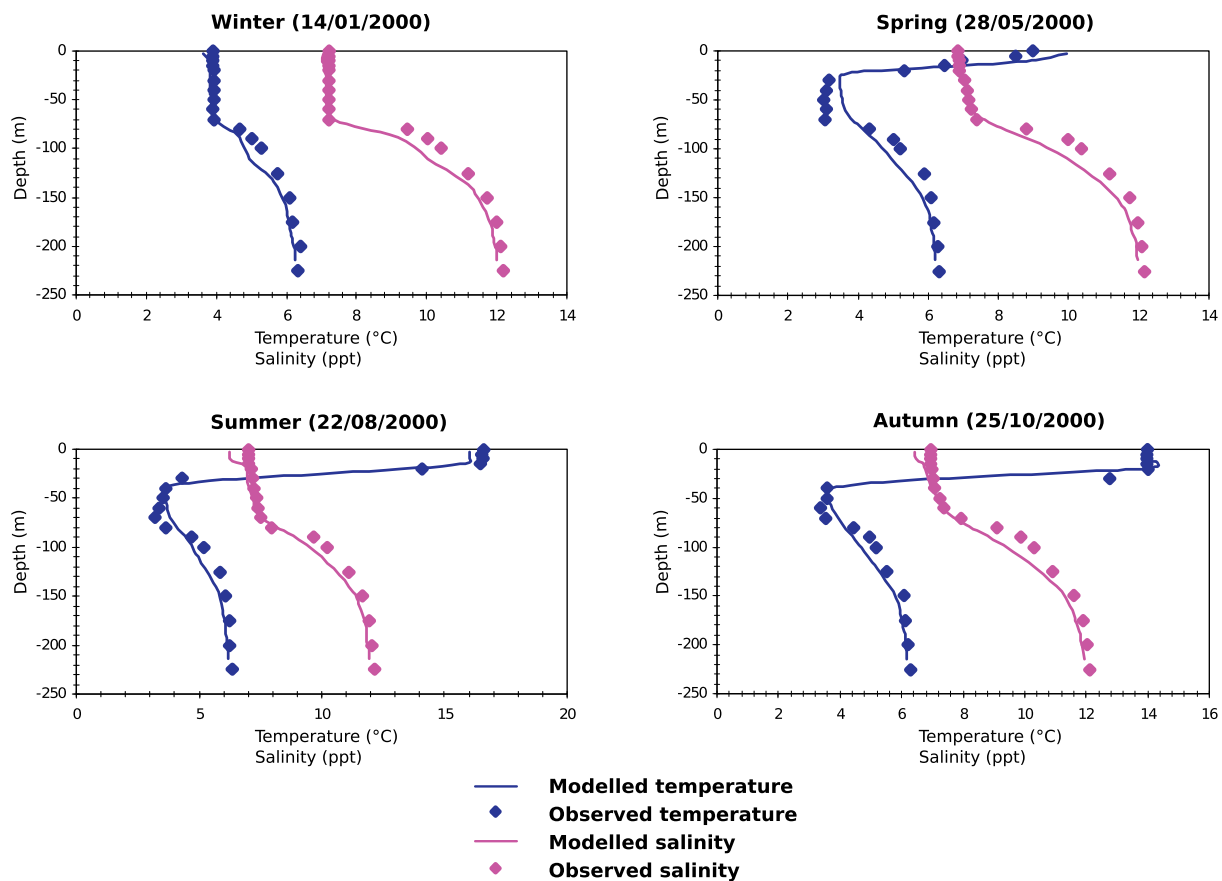 Winter (14/01/2000)
0
-50
-100
-150
-200
-250
Depth (m)
0 2 4 6 8 10 12 14
Temperature (°C)
Salinity (ppt)
Spring (28/05/2000)
0
-50
-100
-150
-200
-250
Depth (m)
0 2 4 6 8 10 12 14
Temperature (°C)
Salinity (ppt)
Summer (22/08/2000)
0
-50
-100
-150
-200
-250
Depth (m)
0 5 10 15 20
Temperature (°C)
Salinity (ppt)
Autumn (25/10/2000)
0
-50
-100
-150
-200
-250
Depth (m)
0 2 4 6 8 10 12 14 16
Temperature (°C)
Salinity (ppt)
Modelled temperature
Observed temperature
Modelled salinity
Observed salinity